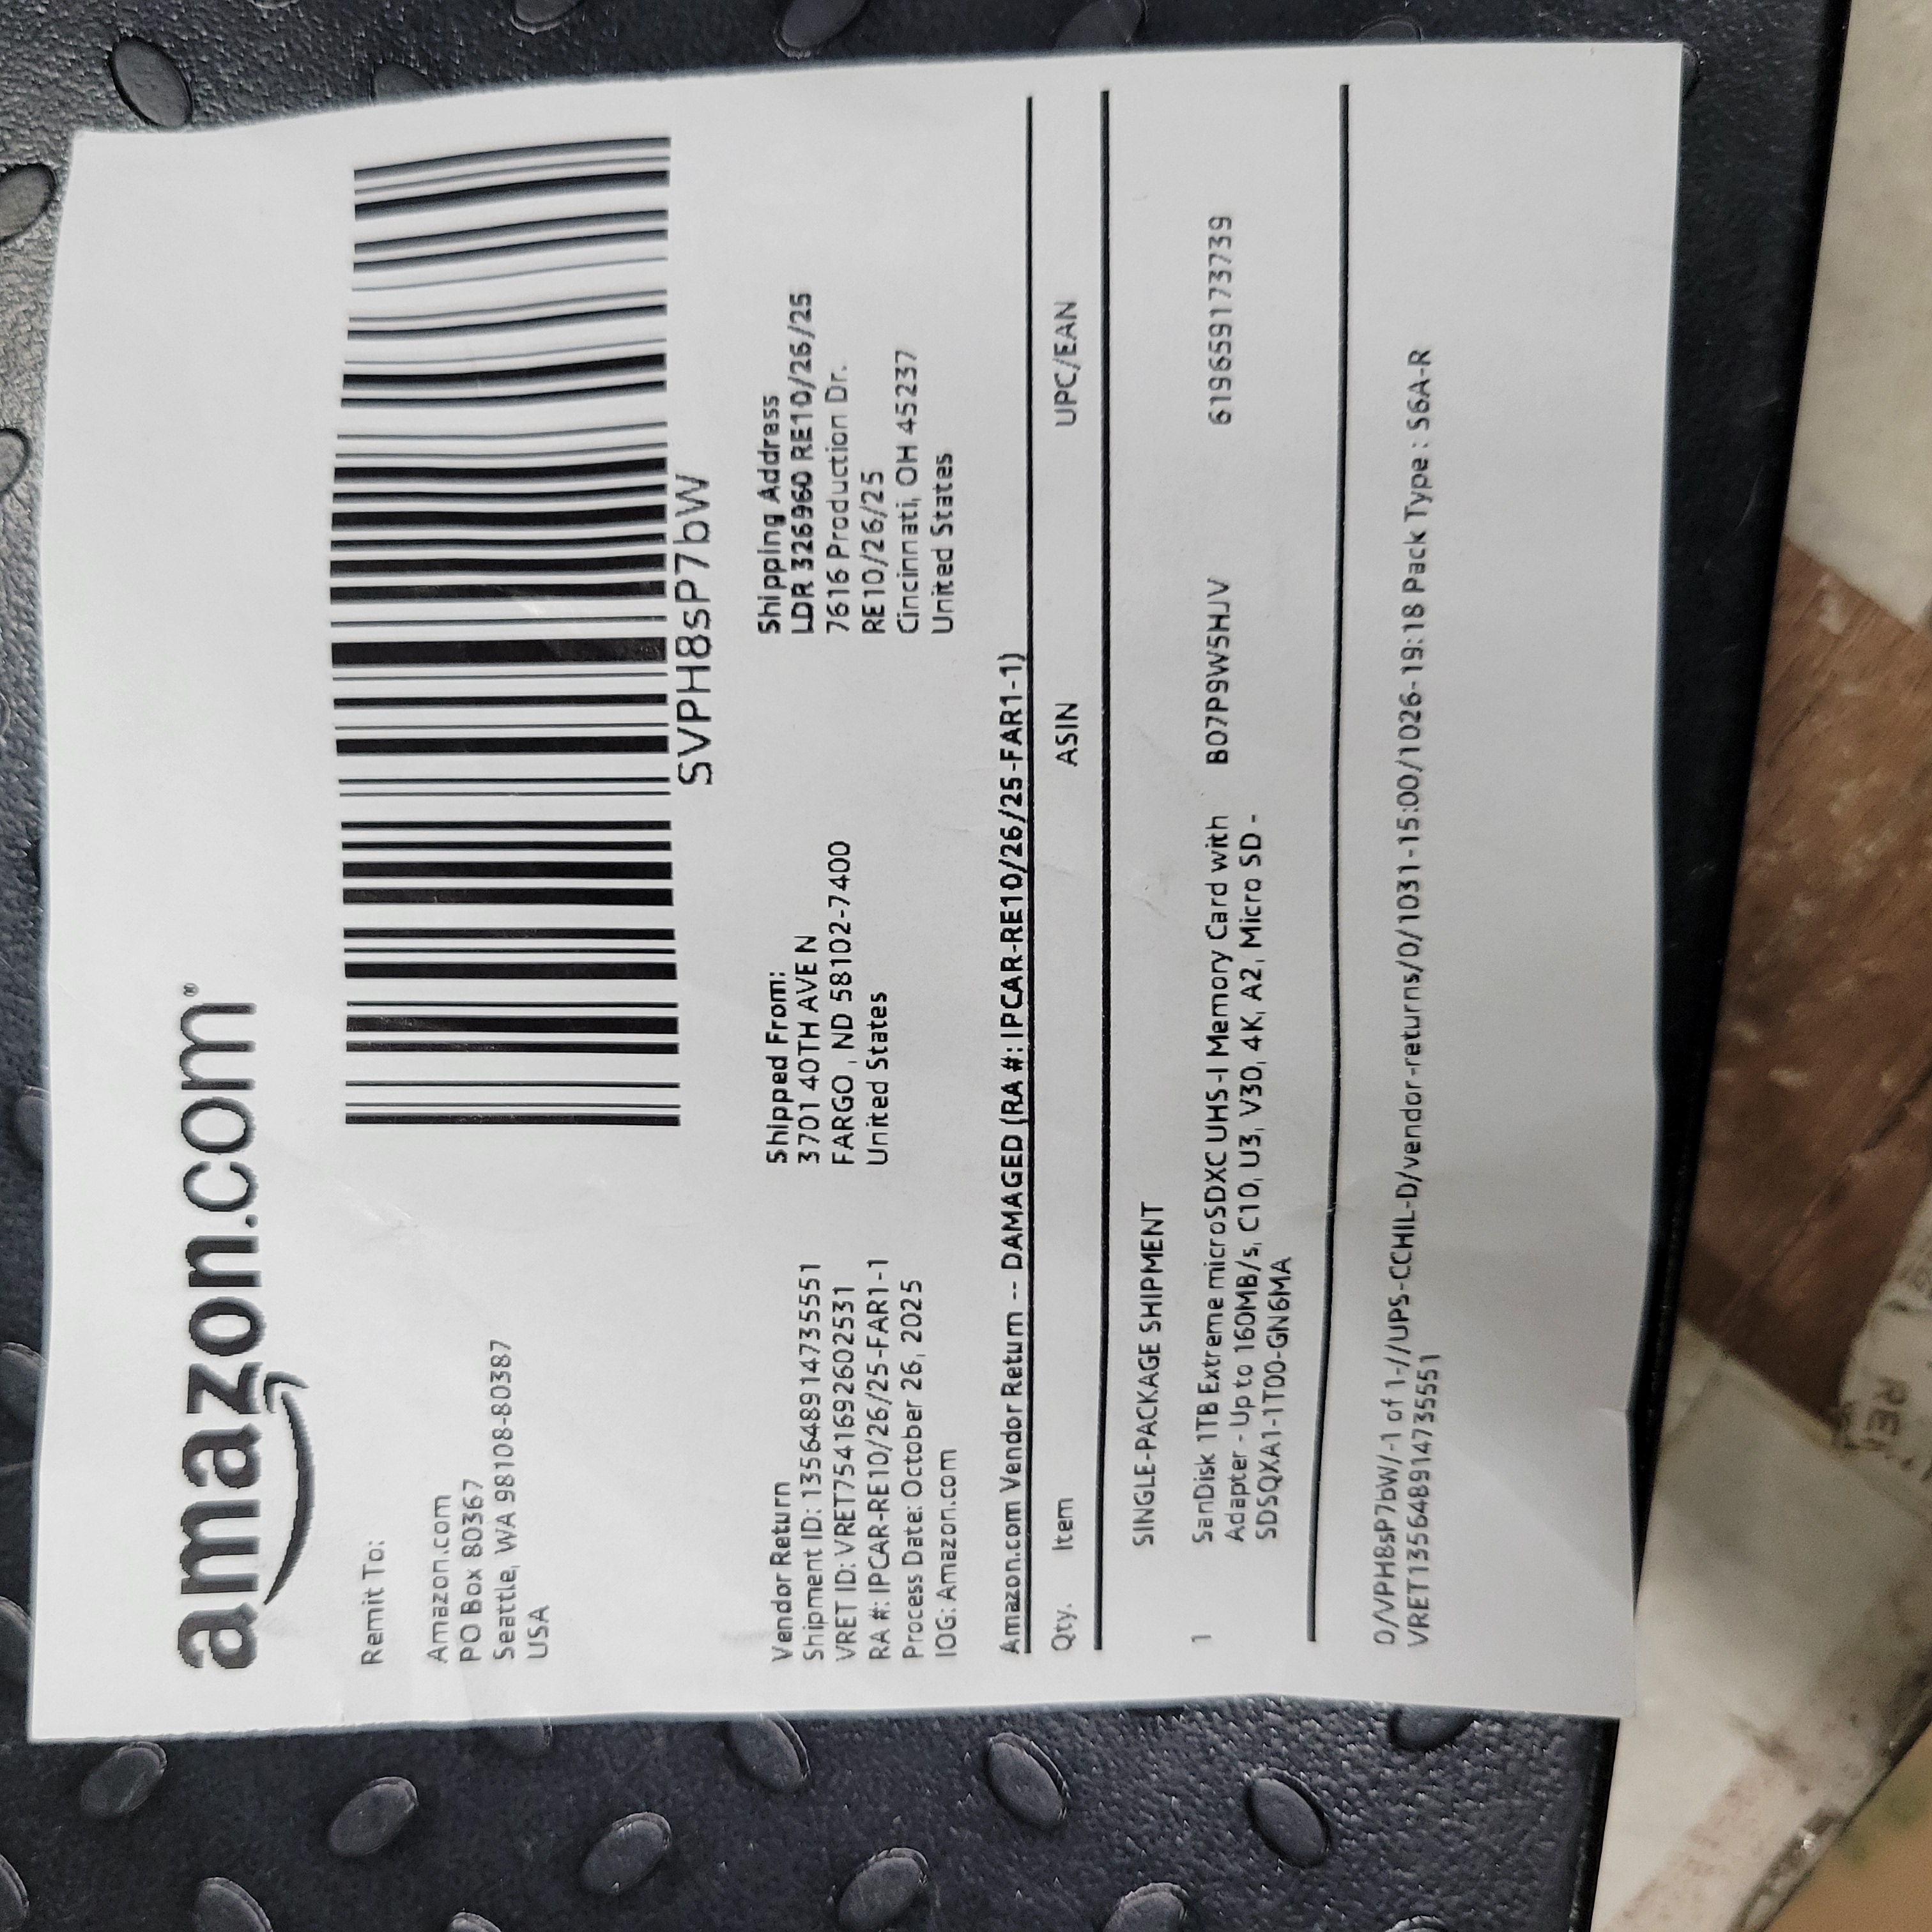 amazon.com®
Remit To:
Amazon.com
PO Box 80367
Seattle, WA 98108-80387
USA
SVPH8sP7bW
Vendor Return
Shipment ID: 135648914735551
VRET ID: VRET7541692602531
RA #: IPCAR-RE10/26/25-FAR1-1
Process Date: October 26, 2025
IOG: Amazon.com
Shipped From:
3701 40TH AVE N
FARGO , ND 58102-7400
United States
Shipping Address
LDR 326960 RE10/26/25
7616 Production Dr.
RE10/26/25
Cincinnati, OH 45237
United States
Amazon.com Vendor Return -- DAMAGED (RA #: IPCAR-RE10/26/25-FAR1-1)
Qty. Item ASIN UPC/EAN
SINGLE-PACKAGE SHIPMENT
1 SanDisk 1TB Extreme microSDXC UHS-I Memory Card with B07P9W5HJV 619659173739
Adapter - Up to 160MB/s, C10, U3, V30, 4K, A2, Micro SD -
SDSQXA1-1T00-GN6MA
0/VPH8sP7bW/-1 of 1-//UPS-CCHIL-D/vendor-returns/0/1031-15:00/1026-19:18 Pack Type : S6A-R
VRET135648914735551